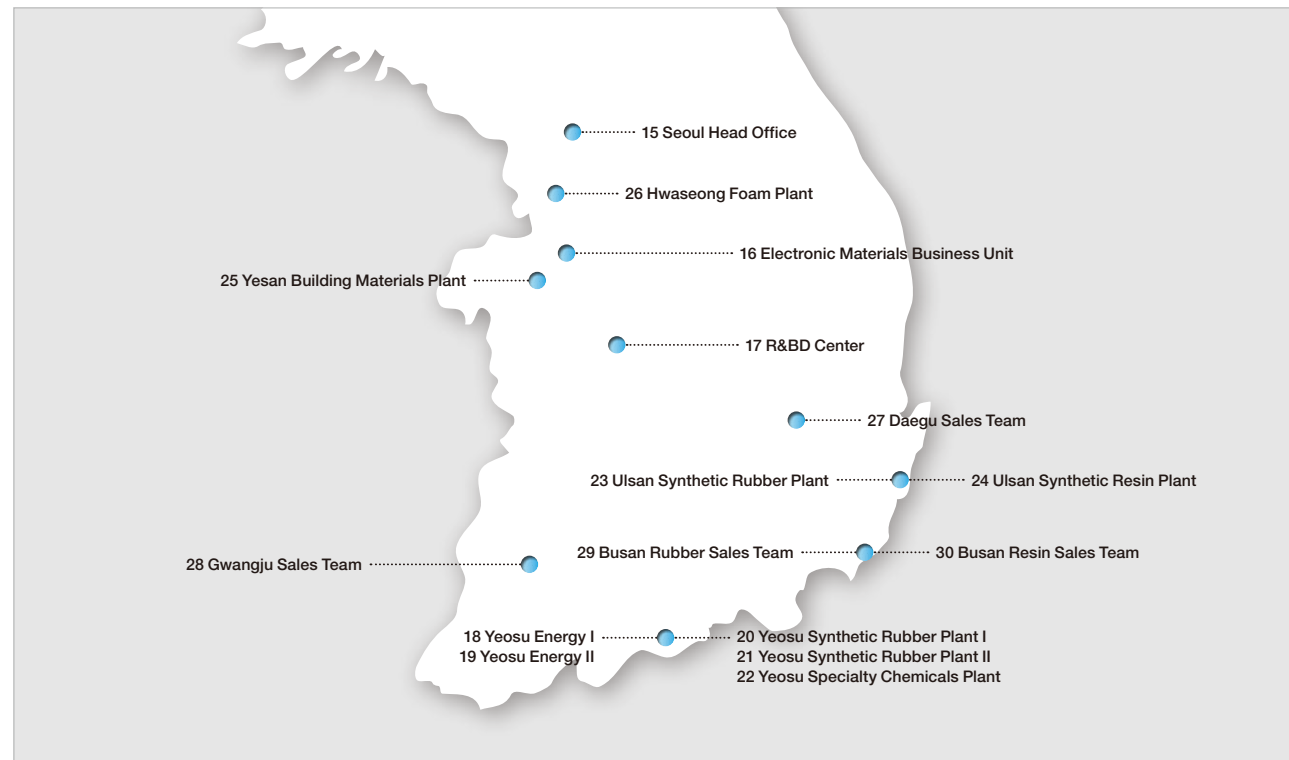 15 Seoul Head Office
26 Hwaseong Foam Plant
16 Electronic Materials Business Unit
25 Yesan Building Materials Plant
17 R&BD Center
27 Daegu Sales Team
23 Ulsan Synthetic Rubber Plant
24 Ulsan Synthetic Resin Plant
29 Busan Rubber Sales Team
30 Busan Resin Sales Team
28 Gwangju Sales Team
18 Yeosu Energy I
19 Yeosu Energy II
20 Yeosu Synthetic Rubber Plant I
21 Yeosu Synthetic Rubber Plant II
22 Yeosu Specialty Chemicals Plant